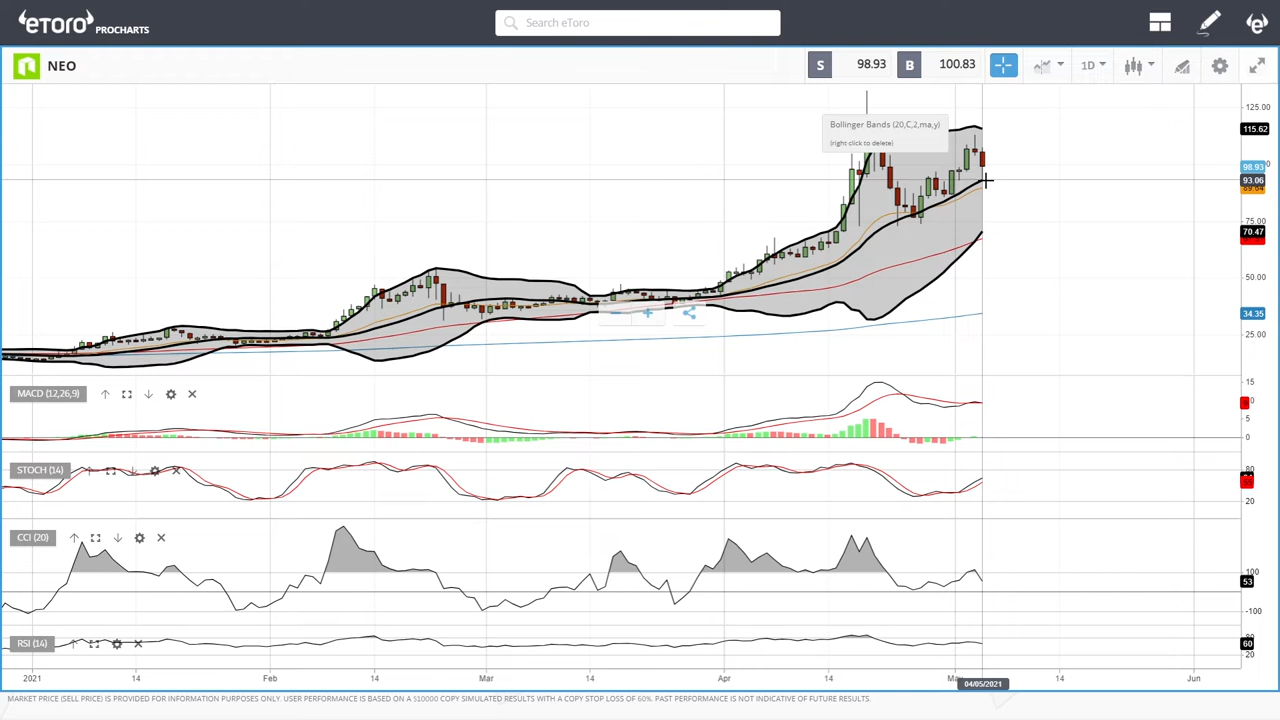 eTORO PROCHARTS
Search eToro
NEO
S 98.93 B 100.83
1D
Bollinger Bands (20,C,2,ma,y)
(right click to delete)
125.00
115.62
98.93
93.06
75.00
70.47
50.00
34.35
25.00
MACD (12,26,9)
15
10
5
0
STOCH (14)
80
20
CCI (20)
100
53
-100
RSI (14)
80
60
20
2021 14 Feb 14 Mar 14 Apr 14 May 14 Jun
04/05/2021
MARKET PRICE (SELL PRICE) IS PROVIDED FOR INFORMATION PURPOSES ONLY. USER PERFORMANCE IS BASED ON A $10000 COPY SIMULATED RESULTS WITH A COPY STOP LOSS OF 60%. PAST PERFORMANCE IS NOT INDICATIVE OF FUTURE RESULTS.